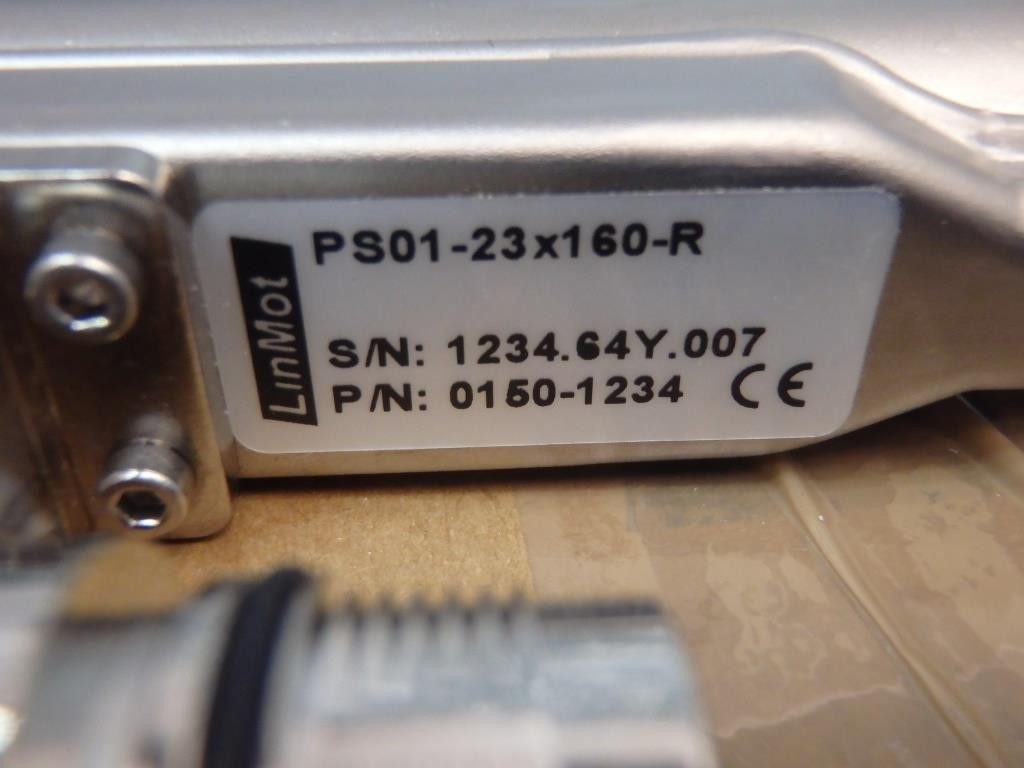 LinMot
PS01-23x160-R
S/N: 1234.64Y.007
P/N: 0150-1234 CE